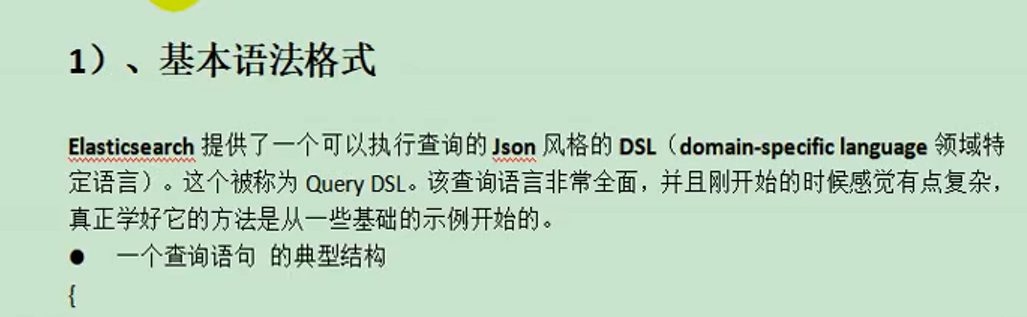 1）、基本语法格式
Elasticsearch 提供了一个可以执行查询的 Json 风格的 DSL（domain-specific language 领域特
定语言）。这个被称为 Query DSL。该查询语言非常全面，并且刚开始的时候感觉有点复杂，
真正学好它的方法是从一些基础的示例开始的。
● 一个查询语句 的典型结构
{